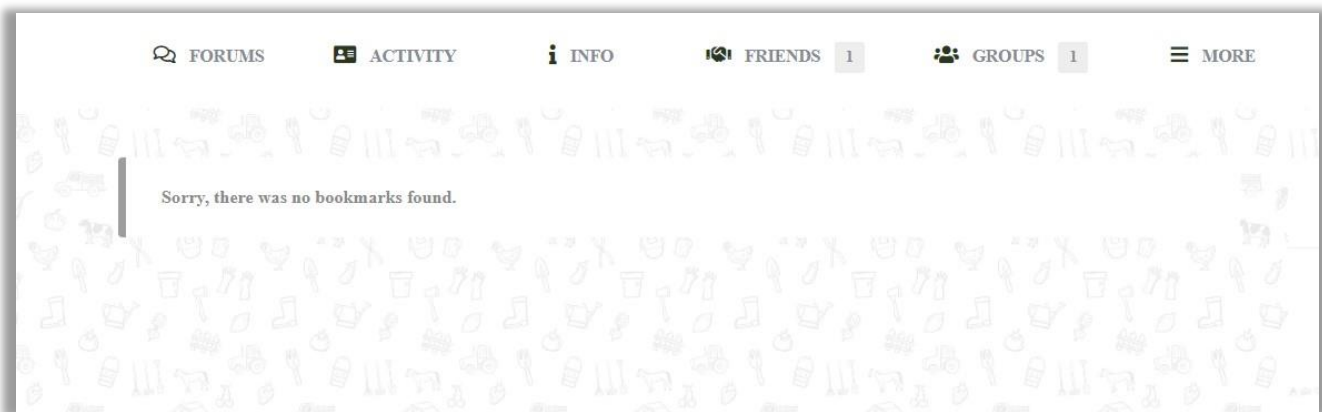 FORUMS ACTIVITY INFO FRIENDS 1 GROUPS 1 MORE
Sorry, there was no bookmarks found.